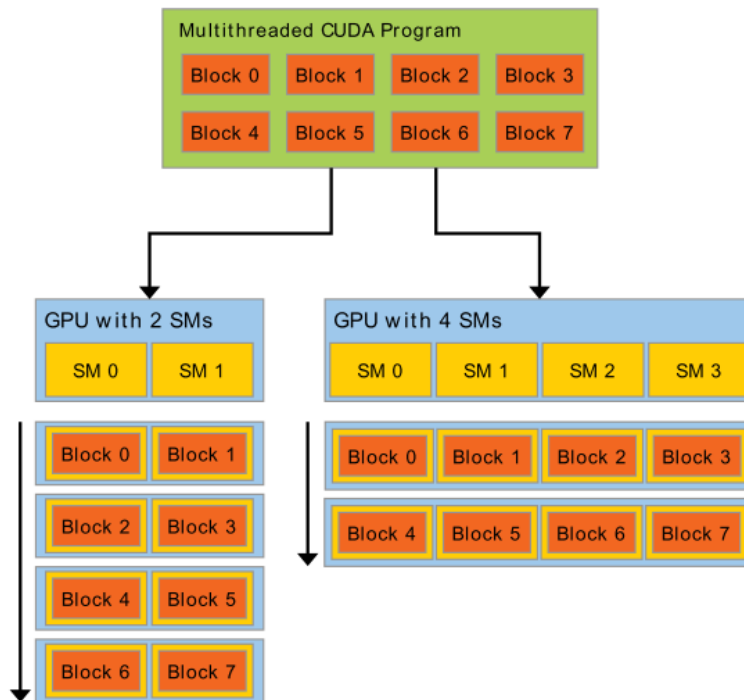 Multithreaded CUDA Program
Block 0 Block 1 Block 2 Block 3
Block 4 Block 5 Block 6 Block 7
GPU with 2 SMs
SM 0 SM 1
Block 0 Block 1
Block 2 Block 3
Block 4 Block 5
Block 6 Block 7
GPU with 4 SMs
SM 0 SM 1 SM 2 SM 3
Block 0 Block 1 Block 2 Block 3
Block 4 Block 5 Block 6 Block 7